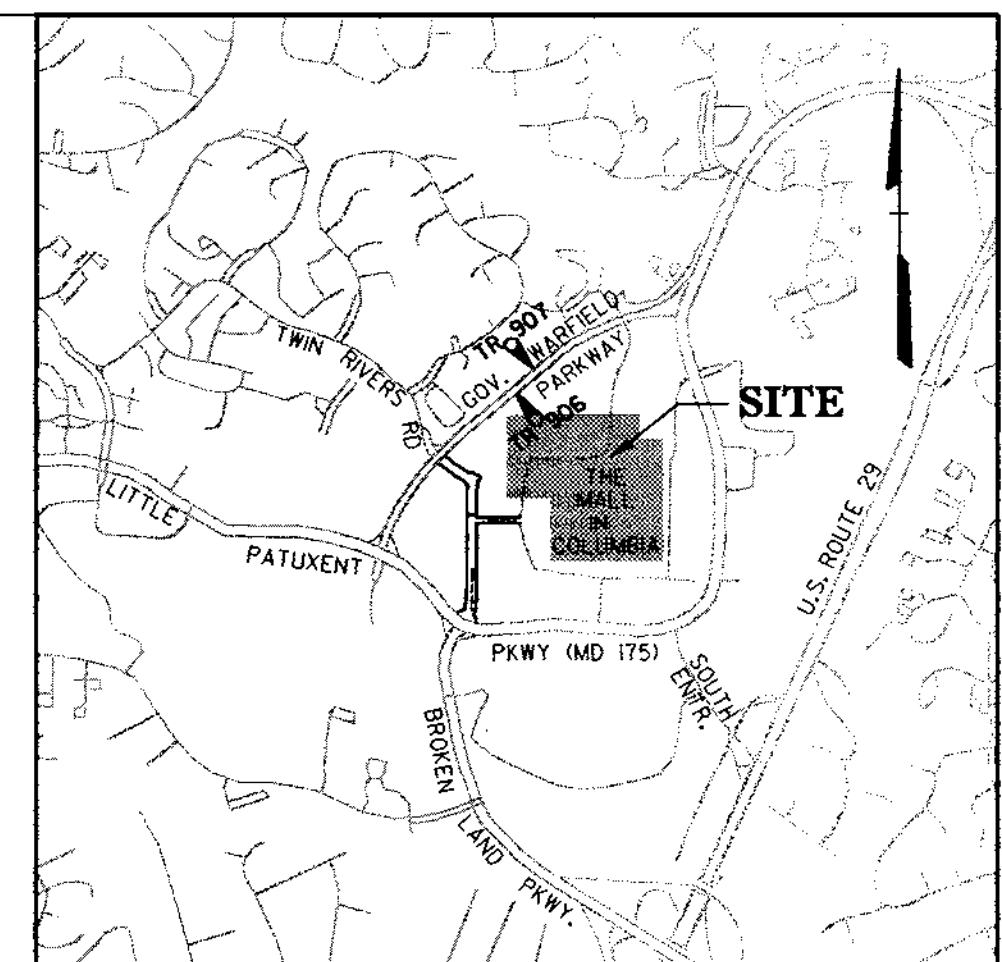 TWIN RIVERS RD
TR 907
GOV. WARFIELD
PARKWAY
TR 906
SITE
THE
MALL
IN
COLUMBIA
LITTLE
PATUXENT
PKWY (MD 175)
U.S. ROUTE 29
SOUTH
ENTR.
BROKEN
LAND PKWY.